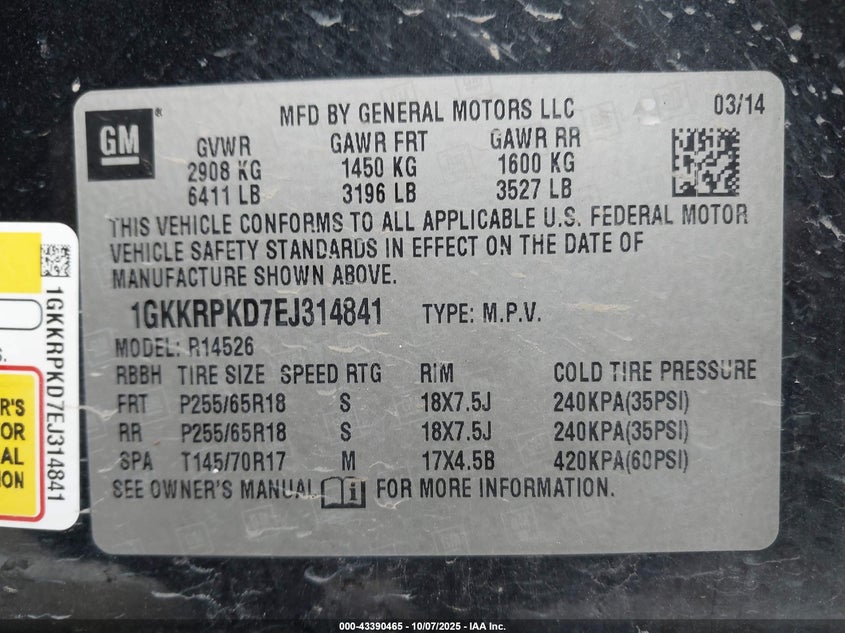 GM ®
MFD BY GENERAL MOTORS LLC 03/14
GVWR GAWR FRT GAWR RR
2908 KG 1450 KG 1600 KG
6411 LB 3196 LB 3527 LB
THIS VEHICLE CONFORMS TO ALL APPLICABLE U.S. FEDERAL MOTOR
VEHICLE SAFETY STANDARDS IN EFFECT ON THE DATE OF
MANUFACTURE SHOWN ABOVE.
1GKKRPKD7EJ314841 TYPE: M.P.V.
MODEL: R14526
RBBH TIRE SIZE SPEED RTG RIM COLD TIRE PRESSURE
FRT P255/65R18 S 18X7.5J 240KPA(35PSI)
RR P255/65R18 S 18X7.5J 240KPA(35PSI)
SPA T145/70R17 M 17X4.5B 420KPA(60PSI)
SEE OWNER'S MANUAL i FOR MORE INFORMATION.
1GKKRPKD7EJ314841
S.
R'S
OR
AL
ION
000-43390465 - 10/07/2025 - IAA Inc.